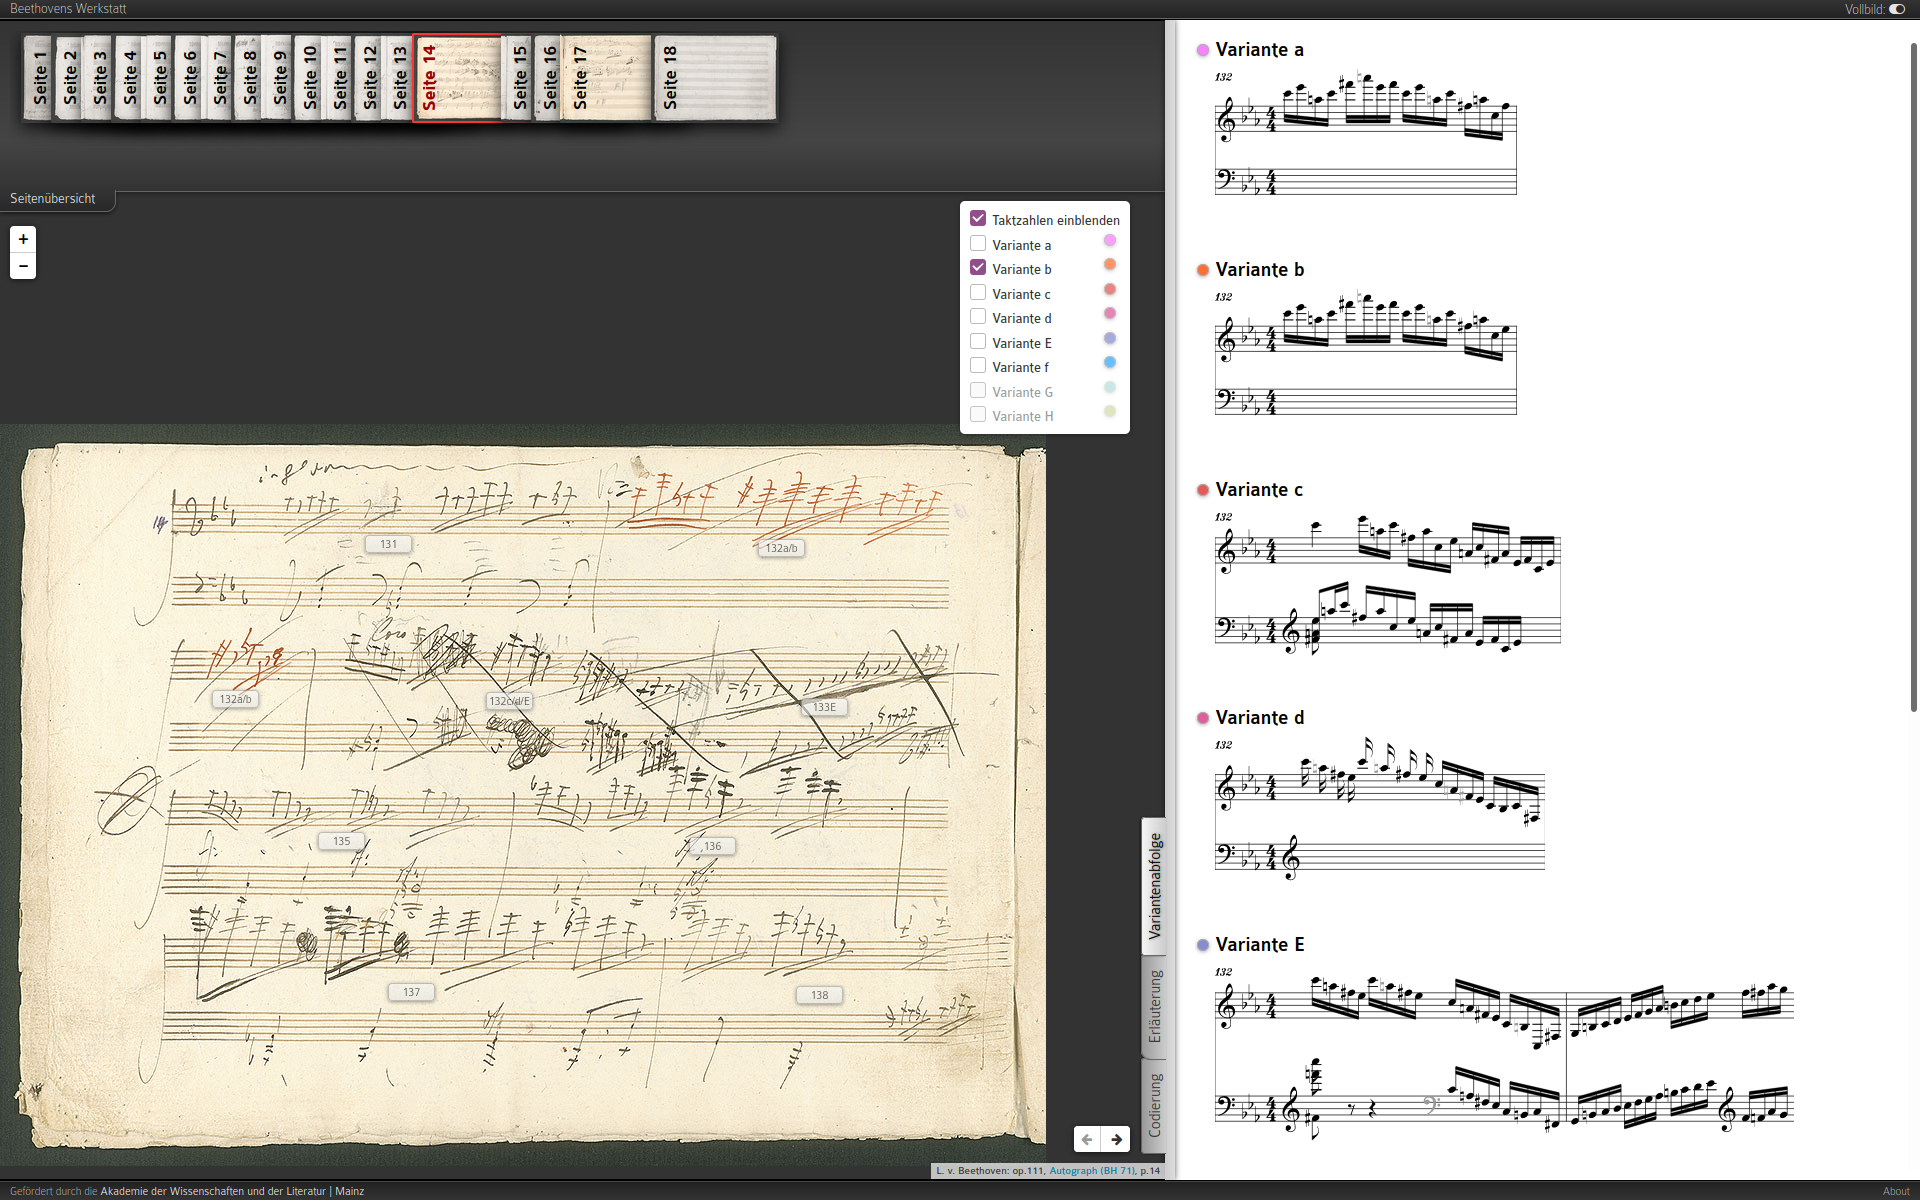 Beethovens Werkstatt
Vollbild:
Seite 1
Seite 2
Seite 3
Seite 4
Seite 5
Seite 6
Seite 7
Seite 8
Seite 9
Seite 10
Seite 11
Seite 12
Seite 13
Seite 14
Seite 15
Seite 16
Seite 17
Seite 18
Seitenübersicht
+
−
Taktzahlen einblenden
Variante a
Variante b
Variante c
Variante d
Variante E
Variante f
Variante G
Variante H
14
131
132a/b
132a/b
132c/d/E
133E
135
136
137
138
L. v. Beethoven: op.111, Autograph (BH 71), p.14
Variantenabfolge
Erläuterung
Codierung
Variante a
132
Variante b
132
Variante c
132
Variante d
132
Variante E
132
Gefördert durch die Akademie der Wissenschaften und der Literatur | Mainz
About